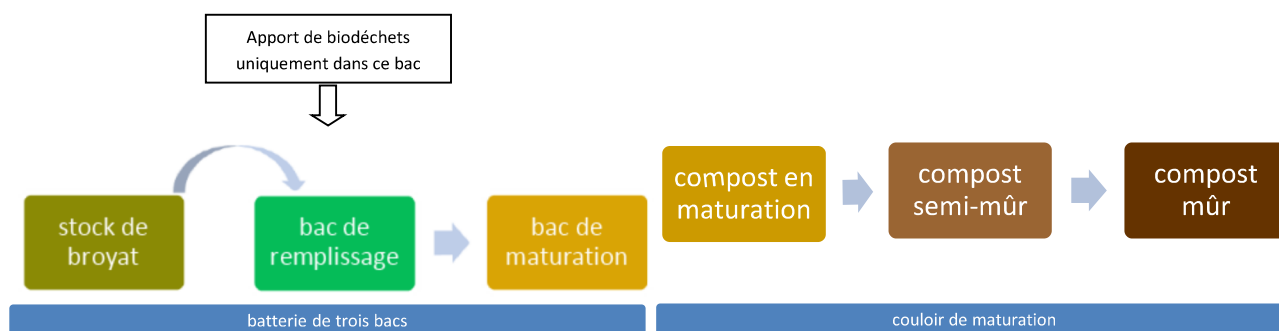 Apport de biodéchets
uniquement dans ce bac
stock de
broyat
bac de
remplissage
bac de
maturation
compost en
maturation
compost
semi-mûr
compost
mûr
batterie de trois bacs
couloir de maturation